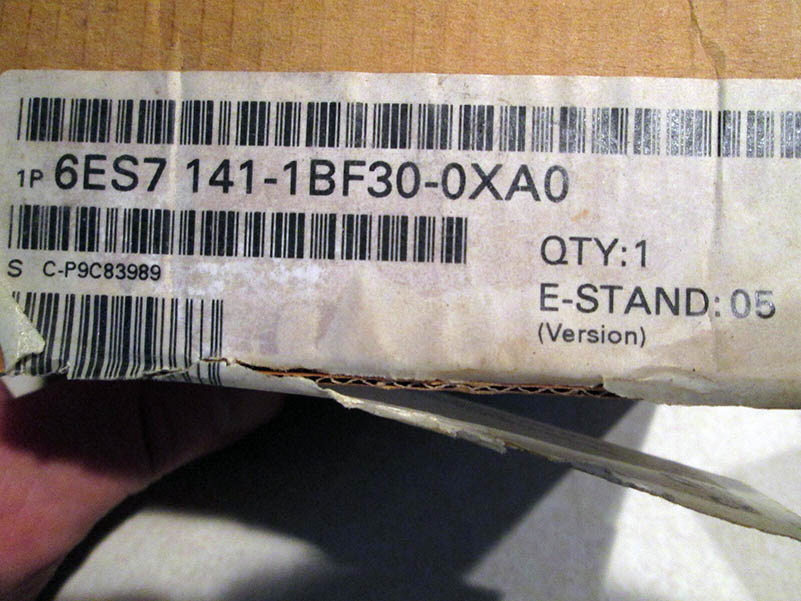 1P 6ES7 141-1BF30-0XA0
S C-P9C83989
QTY:1
E-STAND: 05
(Version)